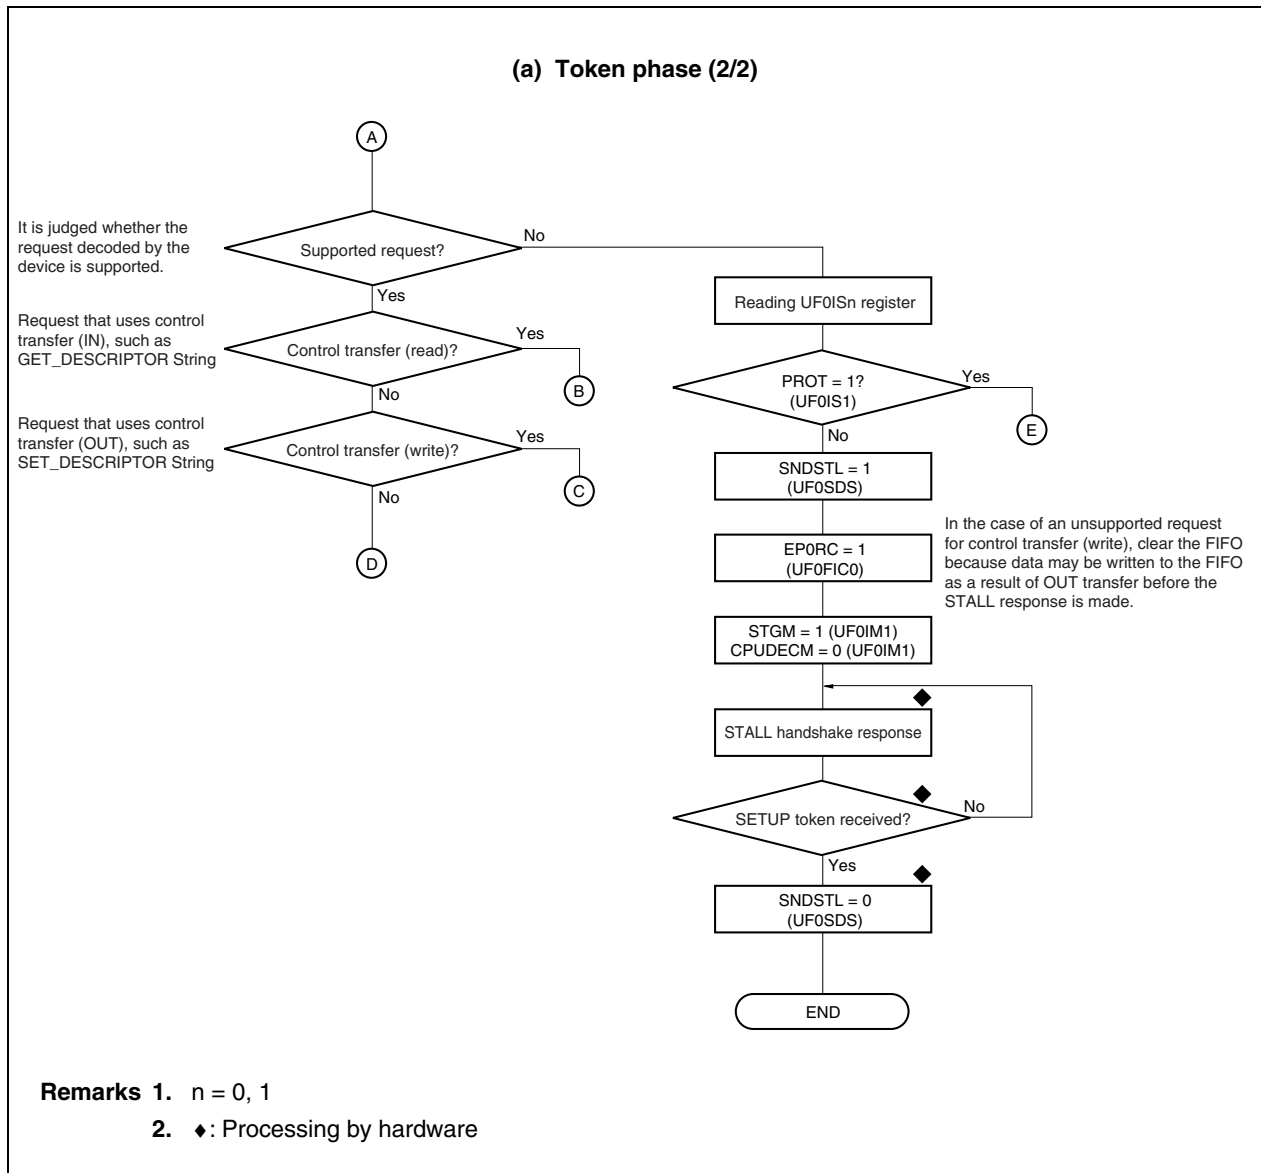 (a) Token phase (2/2)
A
It is judged whether the
request decoded by the
device is supported.
Supported request?
No
Yes
Reading UF0ISn register
Request that uses control
transfer (IN), such as
GET_DESCRIPTOR String
Control transfer (read)?
Yes
B
No
PROT = 1?
(UF0IS1)
Yes
E
No
Request that uses control
transfer (OUT), such as
SET_DESCRIPTOR String
Control transfer (write)?
Yes
C
No
D
SNDSTL = 1
(UF0SDS)
EP0RC = 1
(UF0FIC0)
In the case of an unsupported request
for control transfer (write), clear the FIFO
because data may be written to the FIFO
as a result of OUT transfer before the
STALL response is made.
STGM = 1 (UF0IM1)
CPUDECM = 0 (UF0IM1)
◆
STALL handshake response
◆
SETUP token received?
No
Yes
◆
SNDSTL = 0
(UF0SDS)
END
Remarks 1. n = 0, 1
2. ♦: Processing by hardware